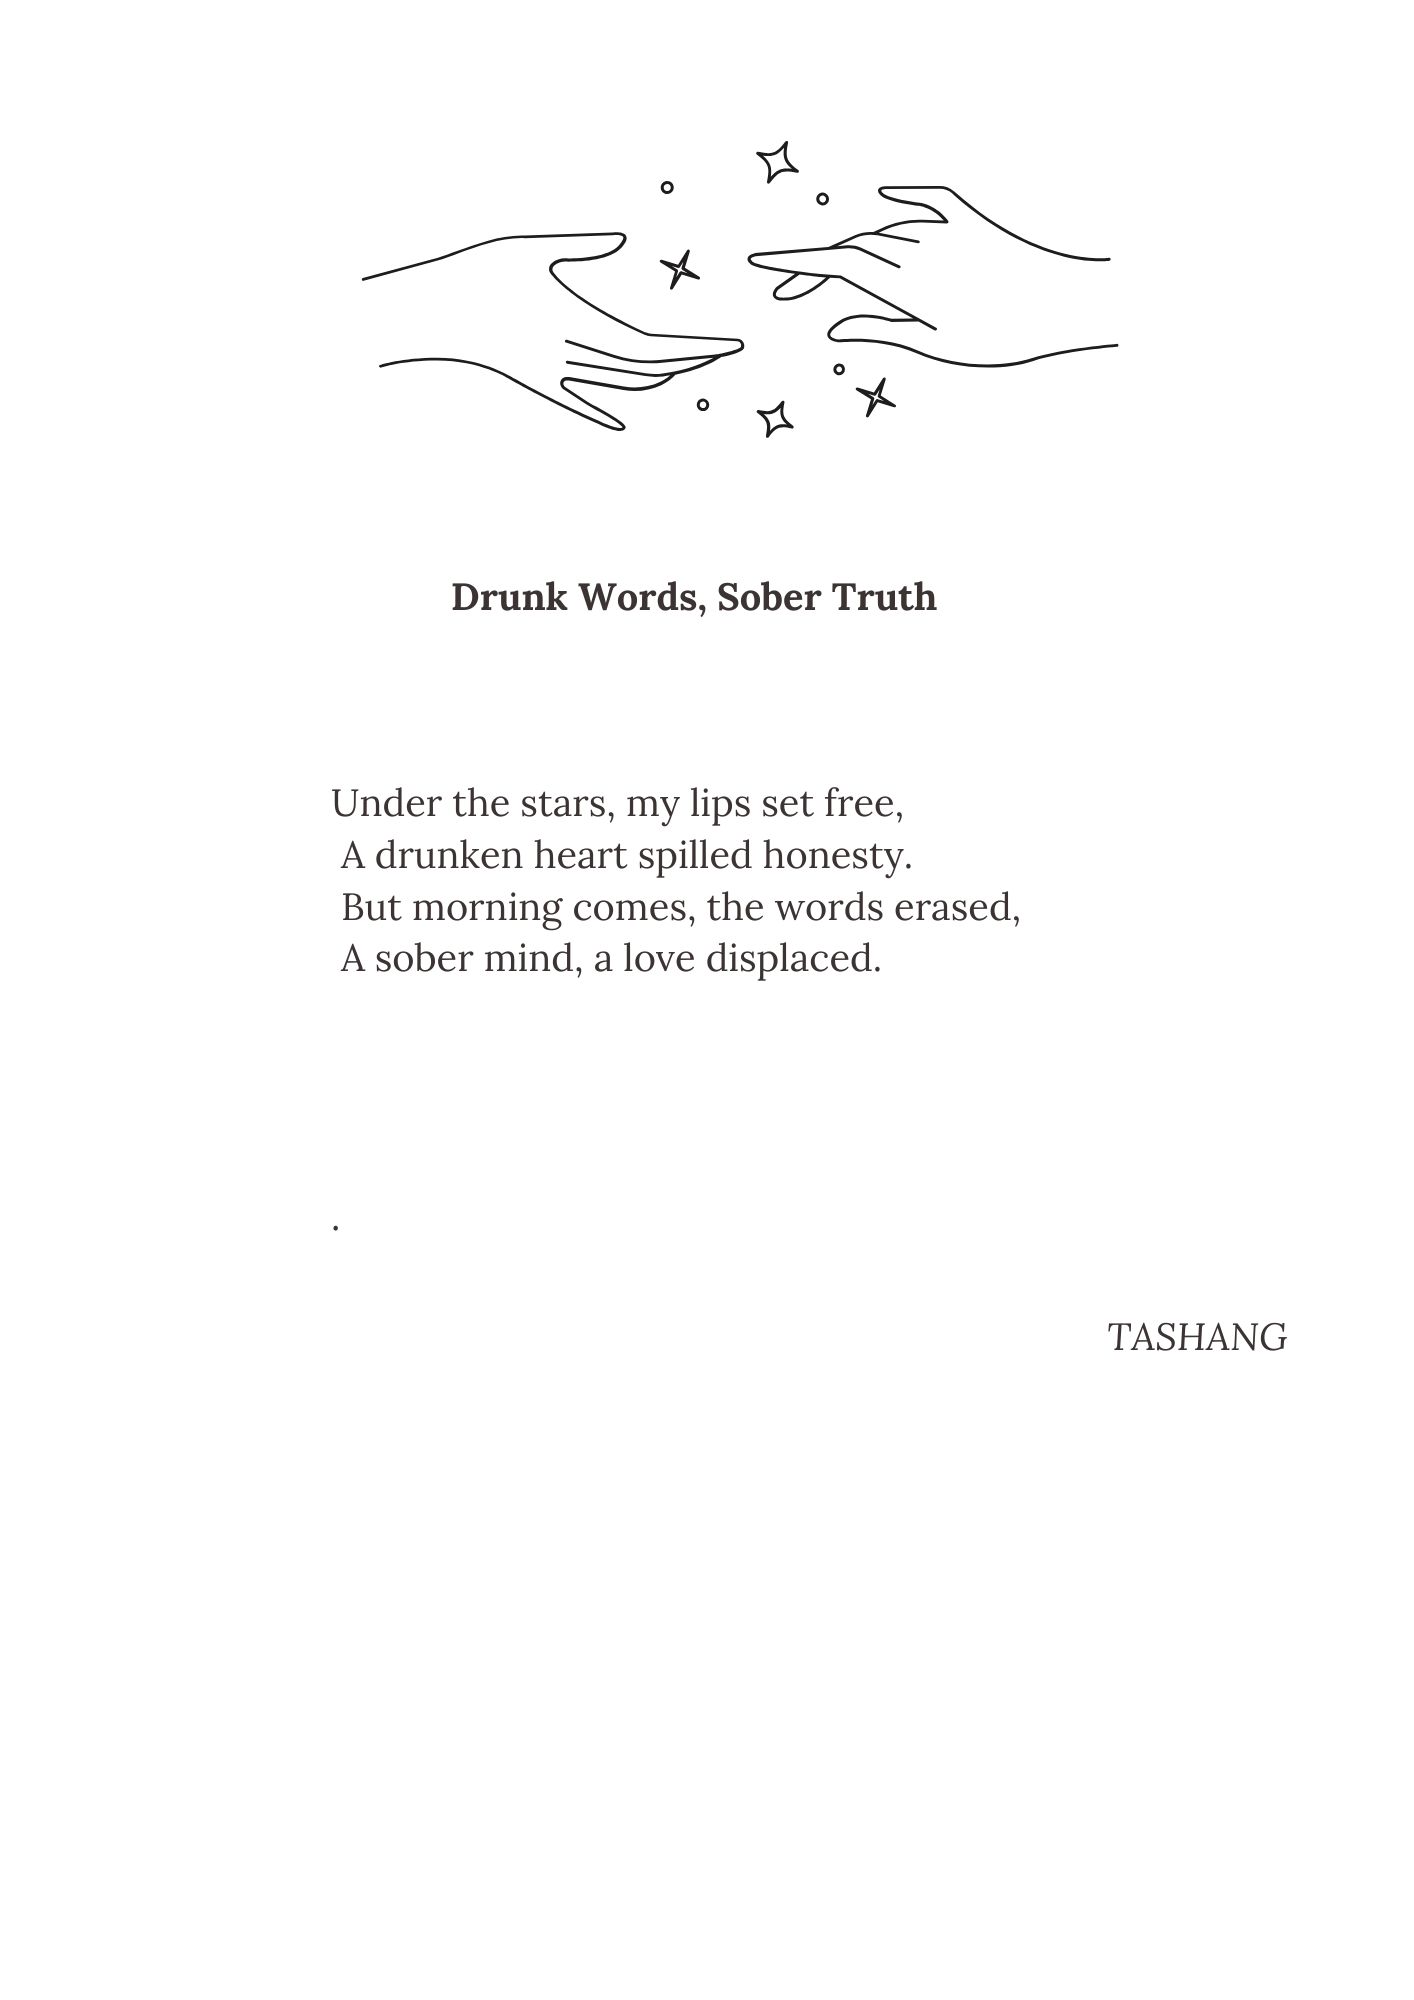 Drunk Words, Sober Truth
Under the stars, my lips set free,
A drunken heart spilled honesty.
But morning comes, the words erased,
A sober mind, a love displaced.
.
TASHANG